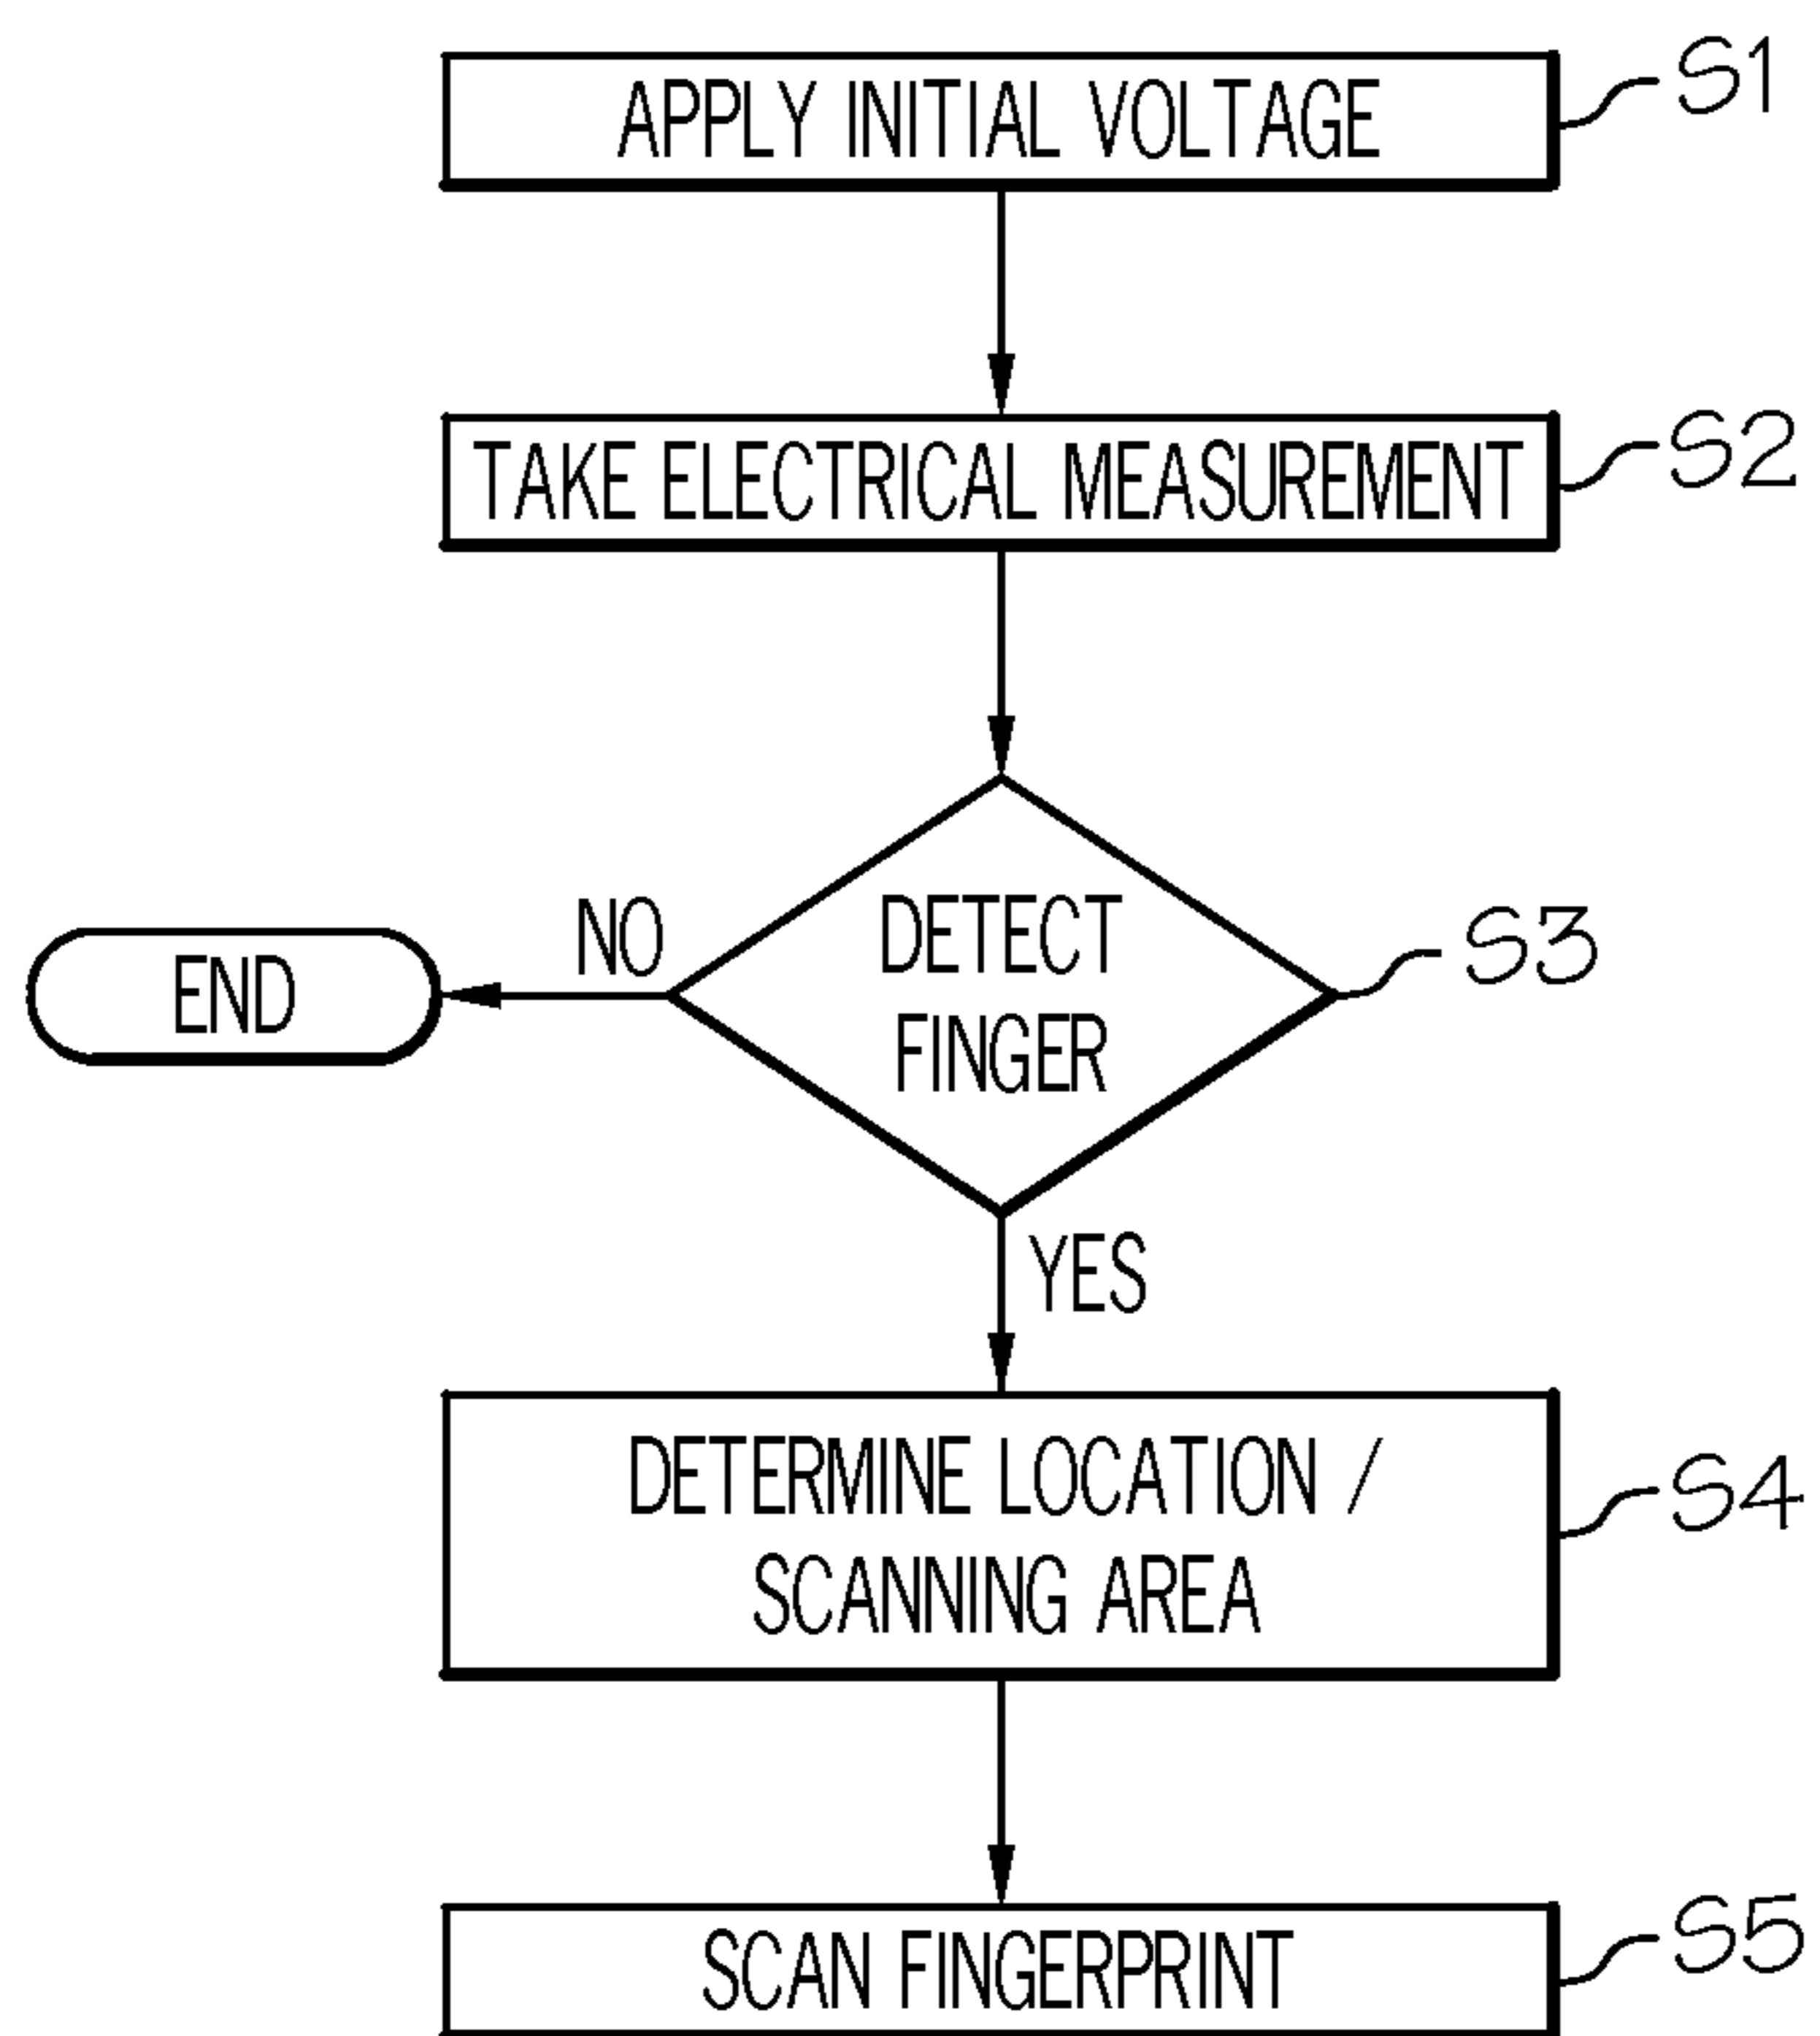 APPLY INITIAL VOLTAGE
S1
TAKE ELECTRICAL MEASUREMENT
S2
DETECT
FINGER
S3
NO
END
YES
DETERMINE LOCATION /
SCANNING AREA
S4
SCAN FINGERPRINT
S5